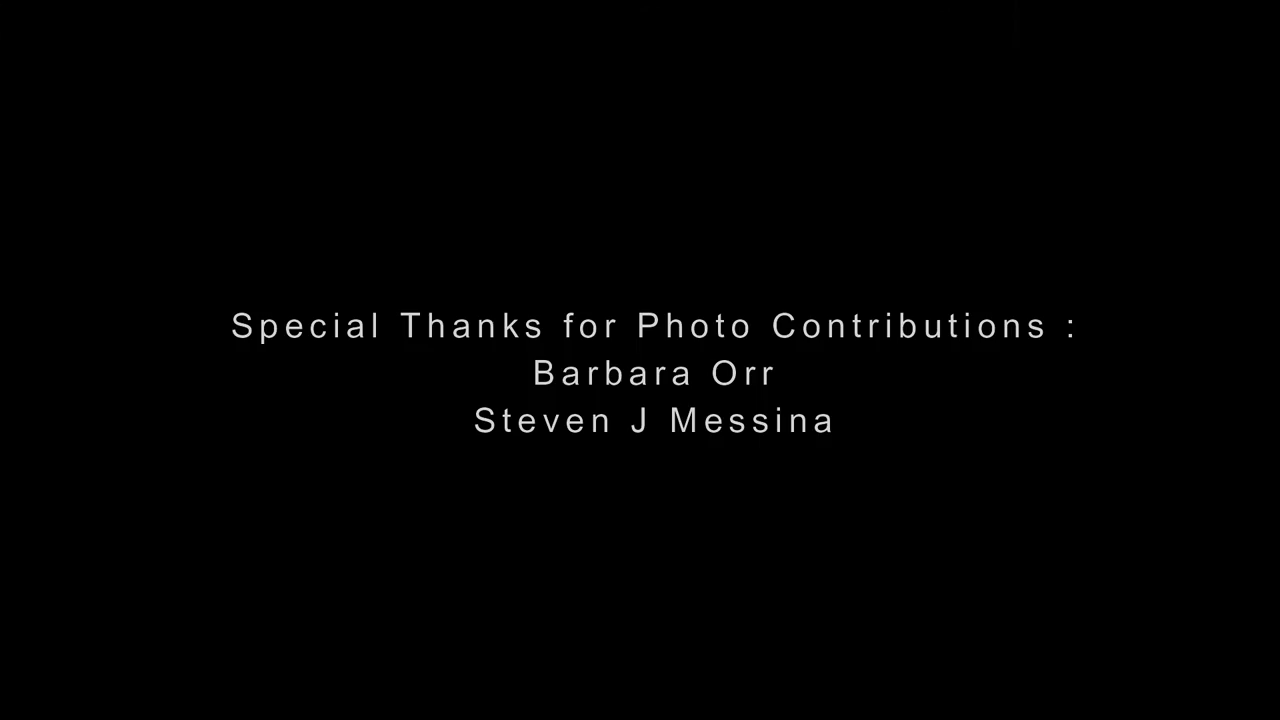 Special Thanks for Photo Contributions :
Barbara Orr
Steven J Messina